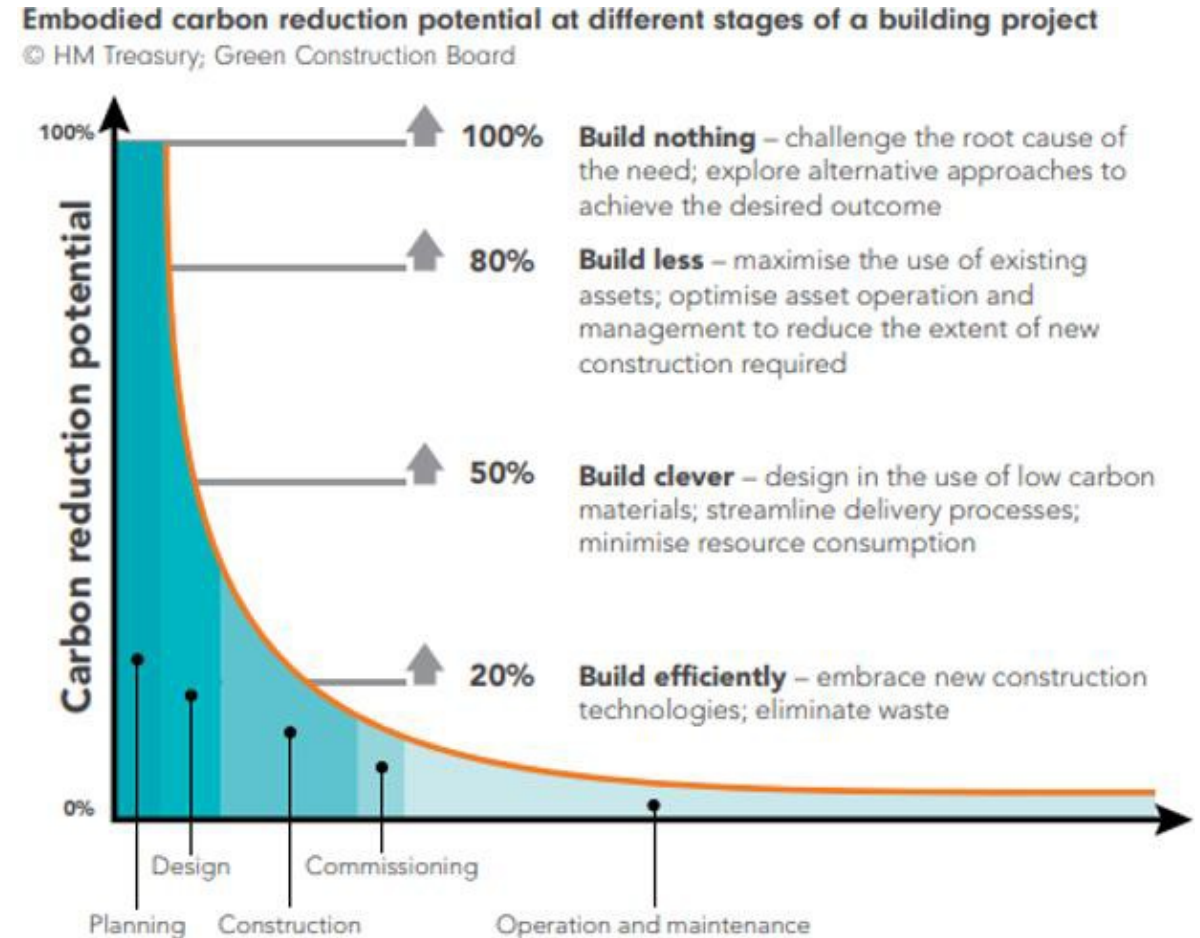 Embodied carbon reduction potential at different stages of a building project
© HM Treasury; Green Construction Board
100%
Carbon reduction potential
0%
100%
Build nothing – challenge the root cause of
the need; explore alternative approaches to
achieve the desired outcome
80%
Build less – maximise the use of existing
assets; optimise asset operation and
management to reduce the extent of new
construction required
50%
Build clever – design in the use of low carbon
materials; streamline delivery processes;
minimise resource consumption
20%
Build efficiently – embrace new construction
technologies; eliminate waste
Design
Commissioning
Planning
Construction
Operation and maintenance